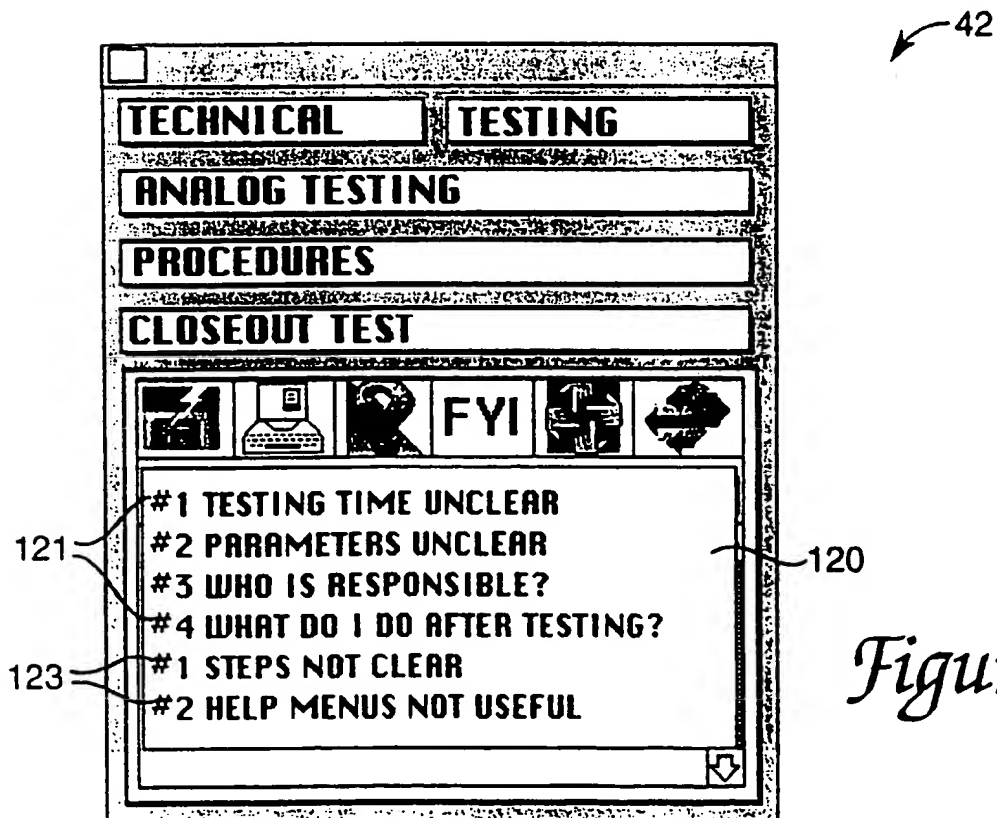 42
TECHNICAL TESTING
ANALOG TESTING
PROCEDURES
CLOSEOUT TEST
FYI
#1 TESTING TIME UNCLEAR
#2 PARAMETERS UNCLEAR
#3 WHO IS RESPONSIBLE?
#4 WHAT DO I DO AFTER TESTING?
#1 STEPS NOT CLEAR
#2 HELP MENUS NOT USEFUL
121
120
123
Figu